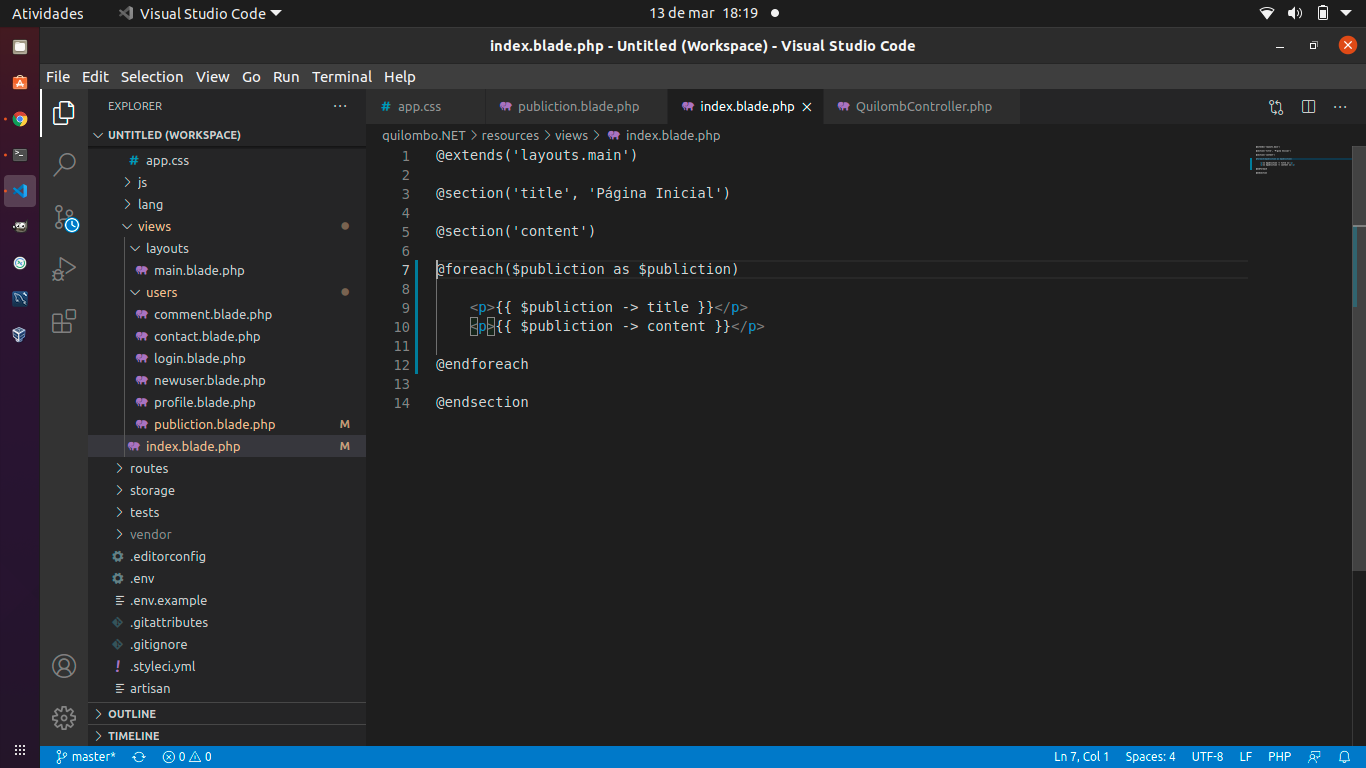 Atividades Visual Studio Code 13 de mar 18:19
index.blade.php - Untitled (Workspace) - Visual Studio Code
File Edit Selection View Go Run Terminal Help
EXPLORER
UNTITLED (WORKSPACE)
# app.css
js
lang
views
layouts
main.blade.php
users
comment.blade.php
contact.blade.php
login.blade.php
newuser.blade.php
profile.blade.php
publiction.blade.php M
index.blade.php M
routes
storage
tests
vendor
.editorconfig
.env
.env.example
.gitattributes
.gitignore
! .styleci.yml
artisan
OUTLINE
TIMELINE
# app.css publiction.blade.php index.blade.php QuilombController.php
quilombo.NET > resources > views > index.blade.php
1 @extends('layouts.main')
2
3 @section('title', 'Página Inicial')
4
5 @section('content')
6
7 @foreach($publiction as $publiction)
8
9 <p>{{ $publiction -> title }}</p>
10 <p>{{ $publiction -> content }}</p>
11
12 @endforeach
13
14 @endsection
master* 0 0 Ln 7, Col 1 Spaces: 4 UTF-8 LF PHP